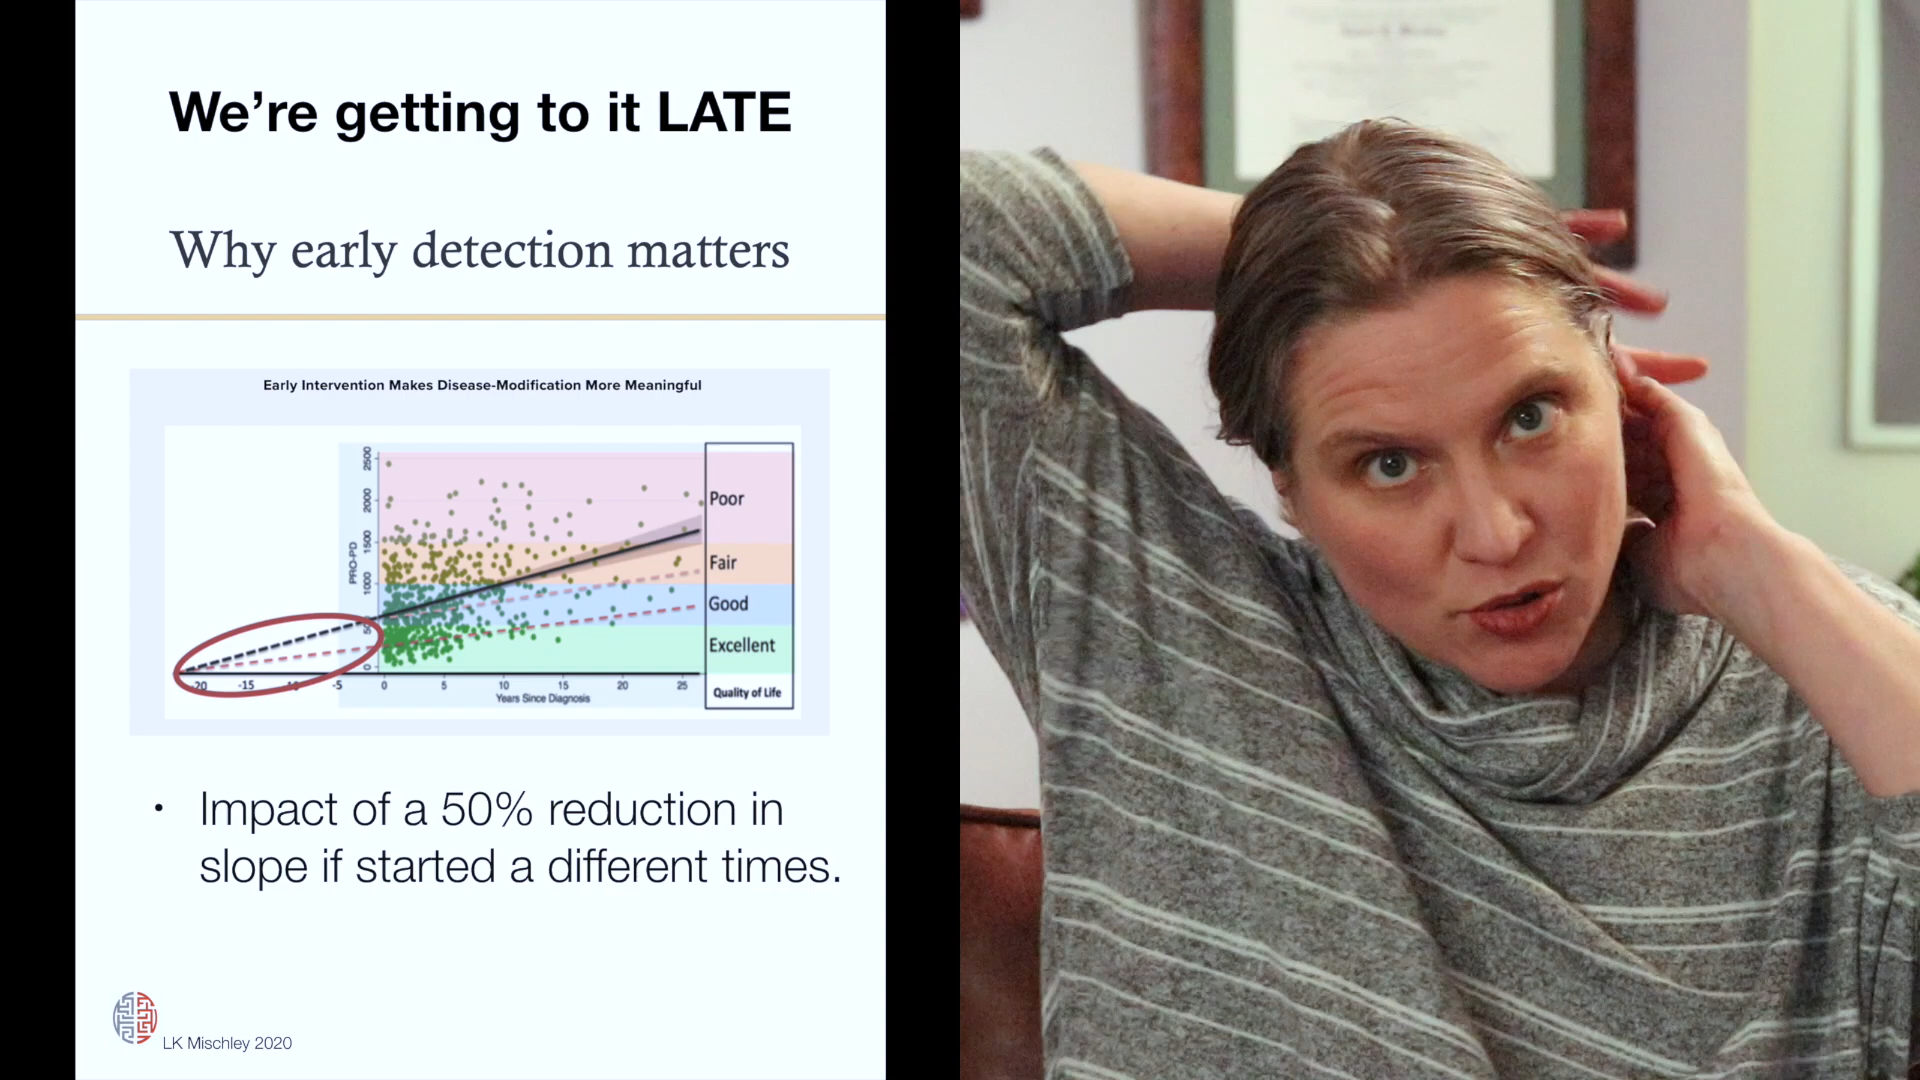 We're getting to it LATE
Why early detection matters
Early Intervention Makes Disease-Modification More Meaningful
PRO-PD
2500
2000
1500
1000
0
Poor
Fair
Good
Excellent
Quality of Life
-15
-5
0
5
10
15
20
25
Years Since Diagnosis
• Impact of a 50% reduction in
slope if started a different times.
LK Mischley 2020